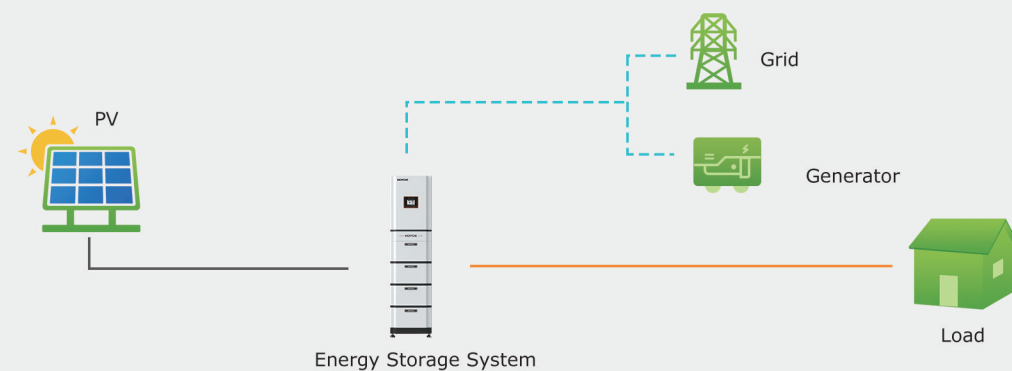 Grid
PV
Generator
Load
Energy Storage System